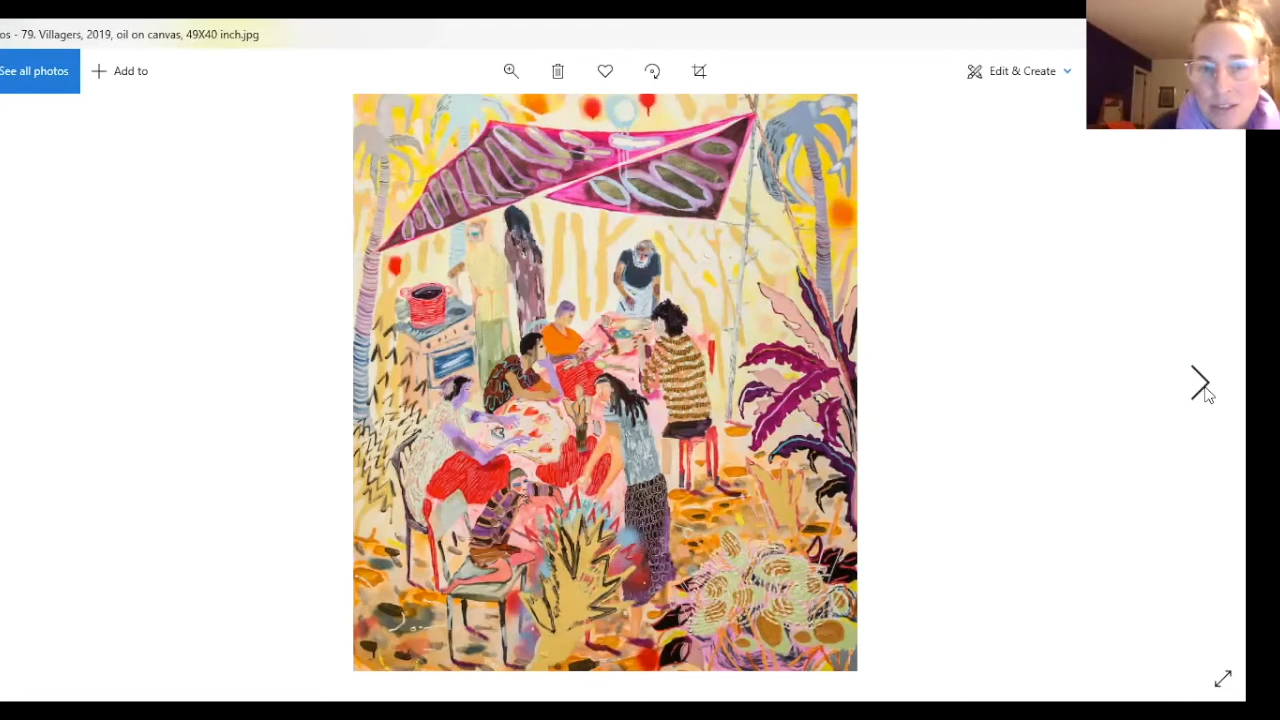 os - 79. Villagers, 2019, oil on canvas, 49X40 inch.jpg
See all photos
Add to
Edit & Create